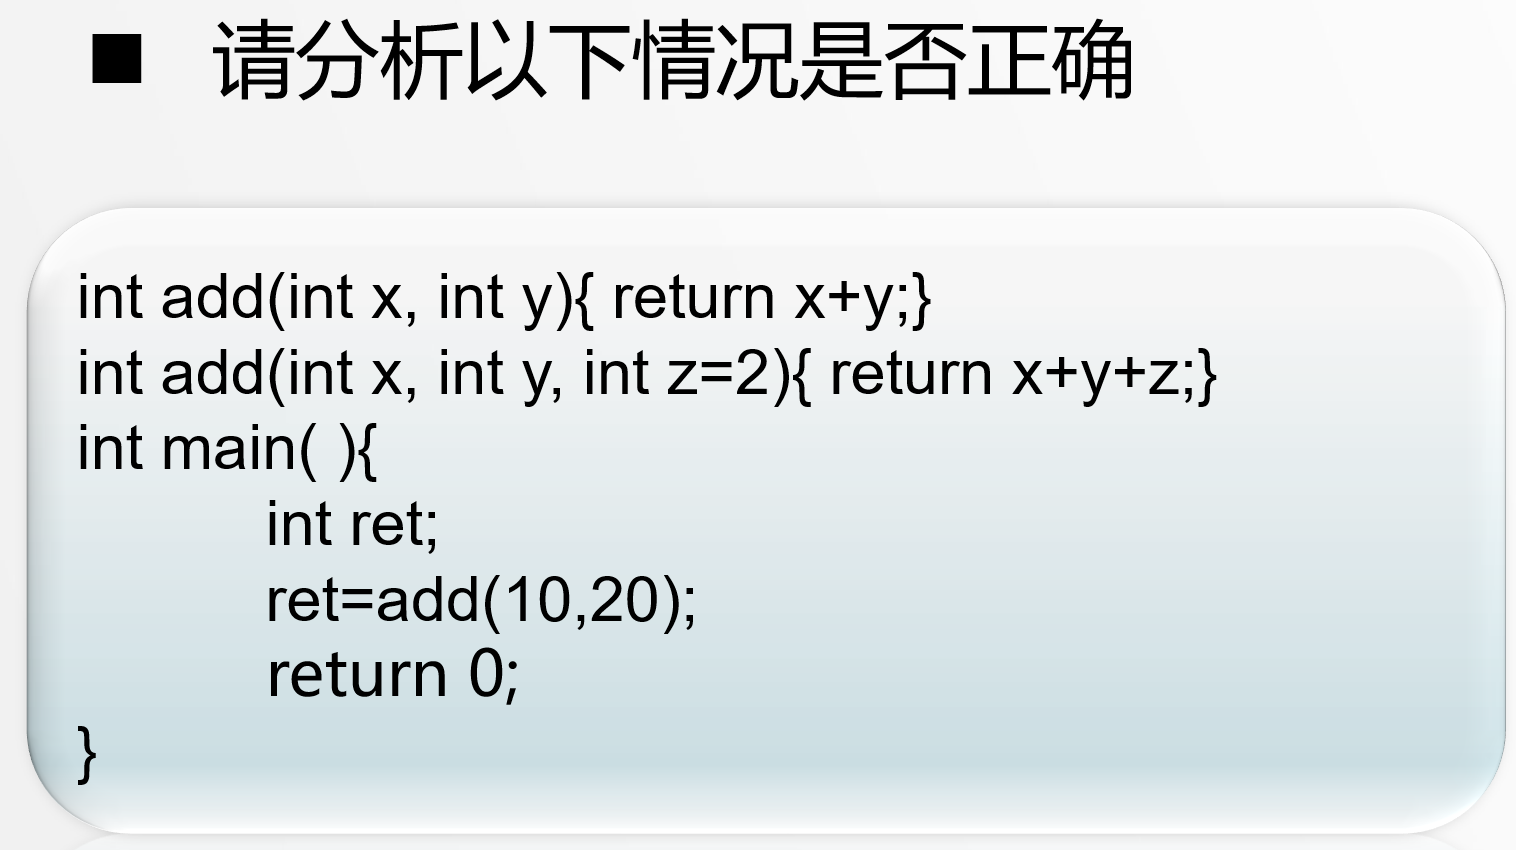 ■ 请分析以下情况是否正确
int add(int x, int y){ return x+y;}
int add(int x, int y, int z=2){ return x+y+z;}
int main( ){
int ret;
ret=add(10,20);
return 0;
}